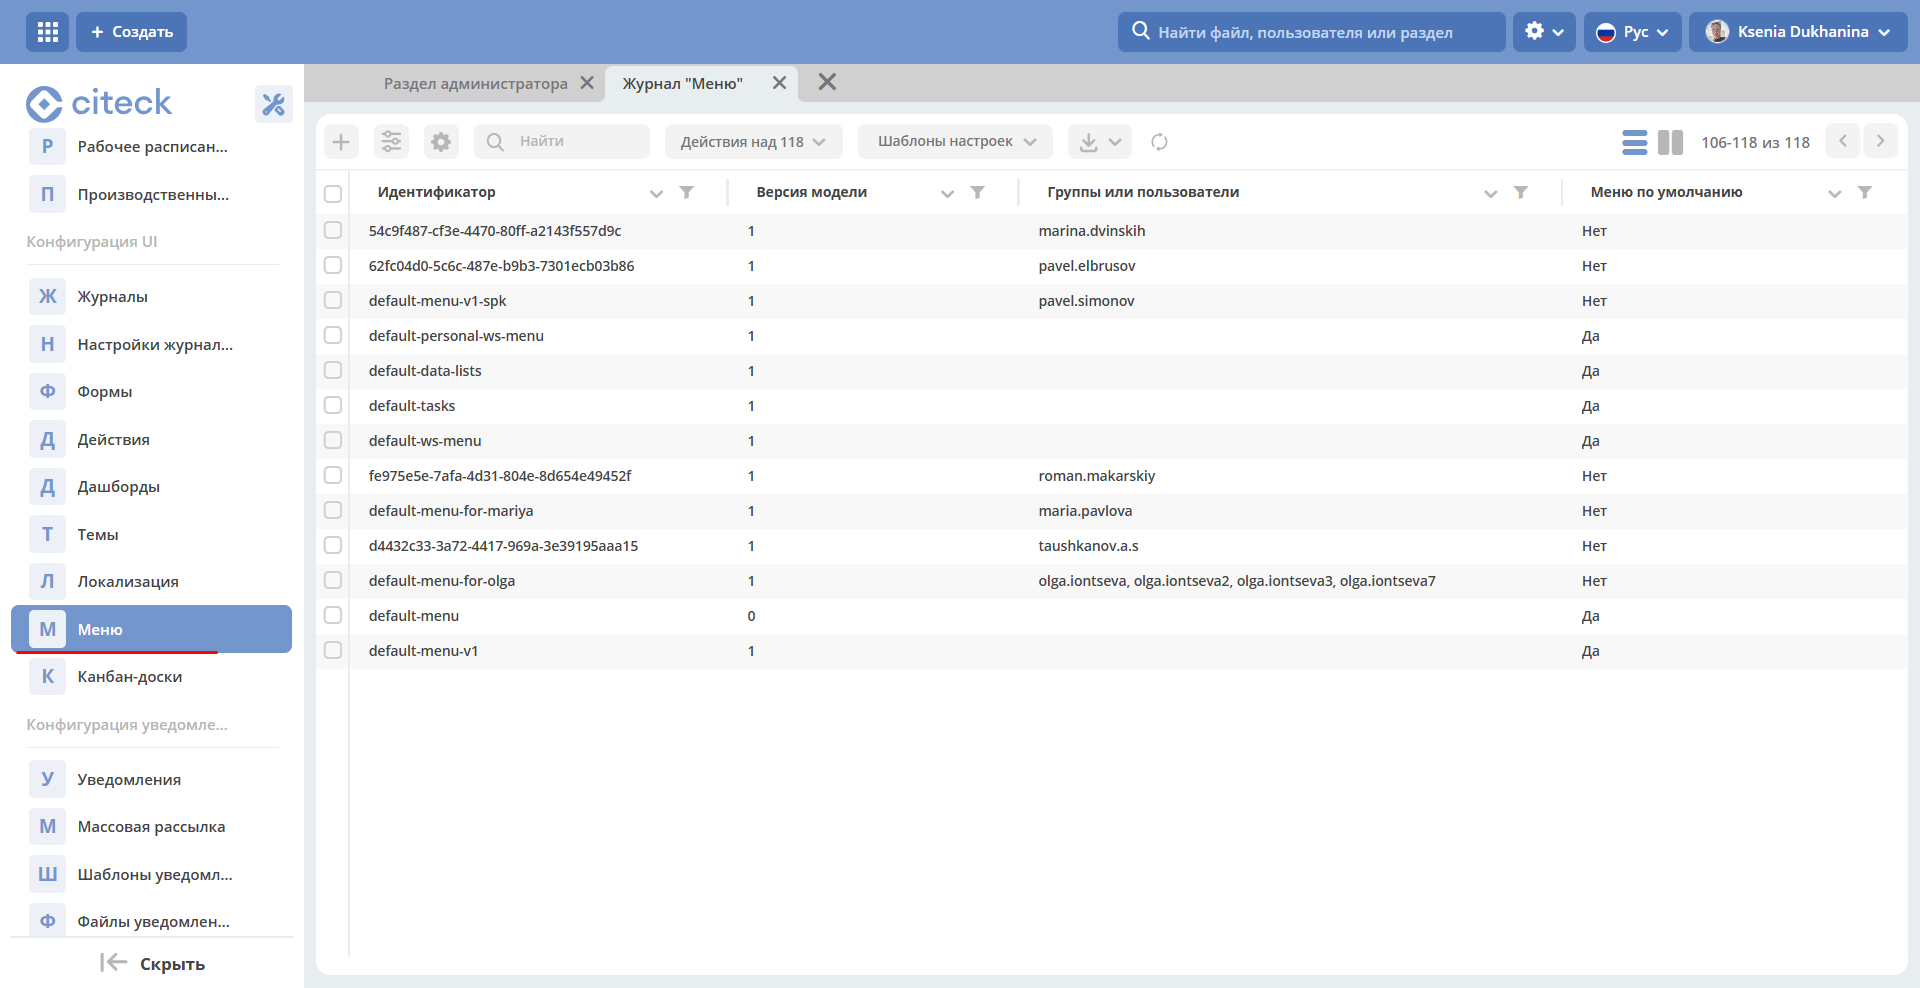 + Создать
Найти файл, пользователя или раздел
Рус
Ksenia Dukhanina
citeck
Р Рабочее расписан...
П Производственны...
Конфигурация UI
Ж Журналы
Н Настройки журнал...
Ф Формы
Д Действия
Д Дашборды
Т Темы
Л Локализация
М Меню
К Канбан-доски
Конфигурация уведомле...
У Уведомления
М Массовая рассылка
Ш Шаблоны уведомл...
Ф Файлы уведомлен...
Скрыть
Раздел администратора
Журнал "Меню"
Найти
Действия над 118
Шаблоны настроек
106-118 из 118
Идентификатор Версия модели Группы или пользователи Меню по умолчанию
54c9f487-cf3e-4470-80ff-a2143f557d9c 1 marina.dvinskih Нет
62fc04d0-5c6c-487e-b9b3-7301ecb03b86 1 pavel.elbrusov Нет
default-menu-v1-spk 1 pavel.simonov Нет
default-personal-ws-menu 1 Да
default-data-lists 1 Да
default-tasks 1 Да
default-ws-menu 1 Да
fe975e5e-7afa-4d31-804e-8d654e49452f 1 roman.makarskiy Нет
default-menu-for-mariya 1 maria.pavlova Нет
d4432c33-3a72-4417-969a-3e39195aaa15 1 taushkanov.a.s Нет
default-menu-for-olga 1 olga.iontseva, olga.iontseva2, olga.iontseva3, olga.iontseva7 Нет
default-menu 0 Да
default-menu-v1 1 Да